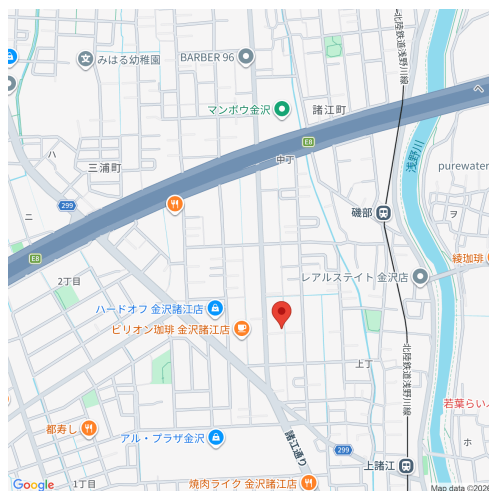 みはる幼稚園
BARBER 96
北陸鉄道浅野川線
マンボウ金沢
諸江町
E8
中丁
浅野川
ハ
三浦町
purewater
299
磯部
ヲ
ニ
綾珈琲
E8
レアルステイト 金沢店
2丁目
ハードオフ 金沢諸江店
ビリオン珈琲 金沢諸江店
上丁
北陸鉄道浅野川線
若葉らい
都寿し
アル・プラザ金沢
諸江通り
299
ホ
上諸江
1丁目
焼肉ライク 金沢諸江店
Google
Map data ©2026